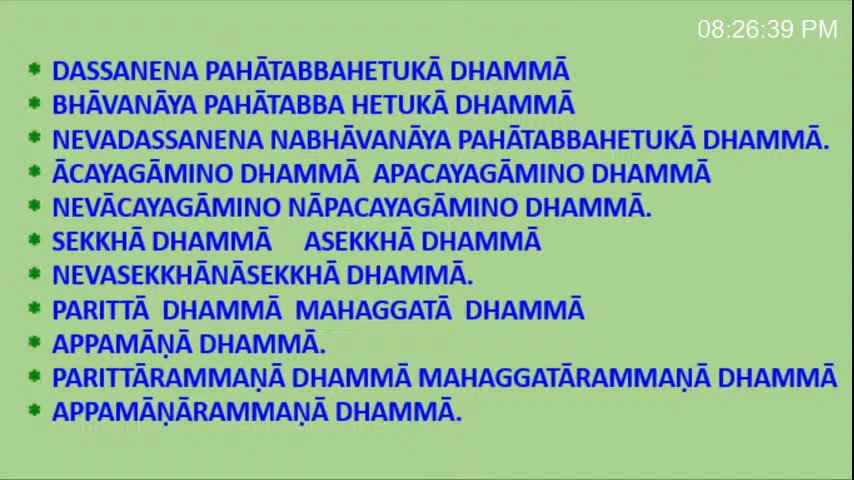 08:26:39 PM
* DASSANENA PAHĀTABBAHETUKĀ DHAMMĀ
* BHĀVANĀYA PAHĀTABBA HETUKĀ DHAMMĀ
* NEVADASSANENA NABHĀVANĀYA PAHĀTABBAHETUKĀ DHAMMĀ.
* ĀCAYAGĀMINO DHAMMĀ APACAYAGĀMINO DHAMMĀ
* NEVĀCAYAGĀMINO NĀPACAYAGĀMINO DHAMMĀ.
* SEKKHĀ DHAMMĀ ASEKKHĀ DHAMMĀ
* NEVASEKKHĀNĀSEKKHĀ DHAMMĀ.
* PARITTĀ DHAMMĀ MAHAGGATĀ DHAMMĀ
* APPAMĀṆĀ DHAMMĀ.
* PARITTĀRAMMAṆĀ DHAMMĀ MAHAGGATĀRAMMAṆĀ DHAMMĀ
* APPAMĀṆĀRAMMAṆĀ DHAMMĀ.